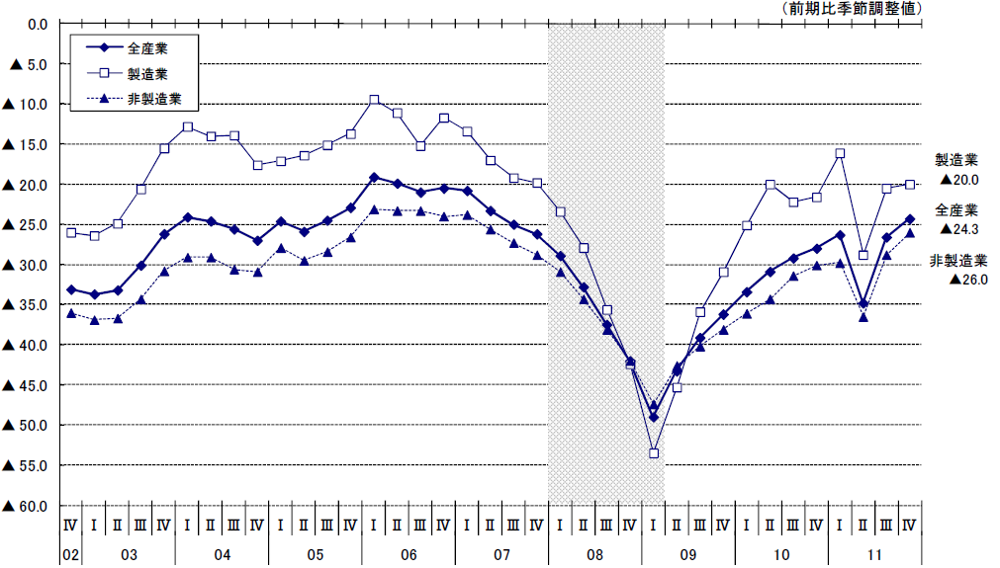 (前期比季節調整値)
0.0
▲ 5.0
▲ 10.0
▲ 15.0
▲ 20.0
▲ 25.0
▲ 30.0
▲ 35.0
▲ 40.0
▲ 45.0
▲ 50.0
▲ 55.0
▲ 60.0
全産業
製造業
非製造業
製造業
▲20.0
全産業
▲24.3
非製造業
▲26.0
Ⅳ Ⅰ Ⅱ Ⅲ Ⅳ Ⅰ Ⅱ Ⅲ Ⅳ Ⅰ Ⅱ Ⅲ Ⅳ Ⅰ Ⅱ Ⅲ Ⅳ Ⅰ Ⅱ Ⅲ Ⅳ Ⅰ Ⅱ Ⅲ Ⅳ Ⅰ Ⅱ Ⅲ Ⅳ Ⅰ Ⅱ Ⅲ Ⅳ Ⅰ Ⅱ Ⅲ Ⅳ
02 03 04 05 06 07 08 09 10 11